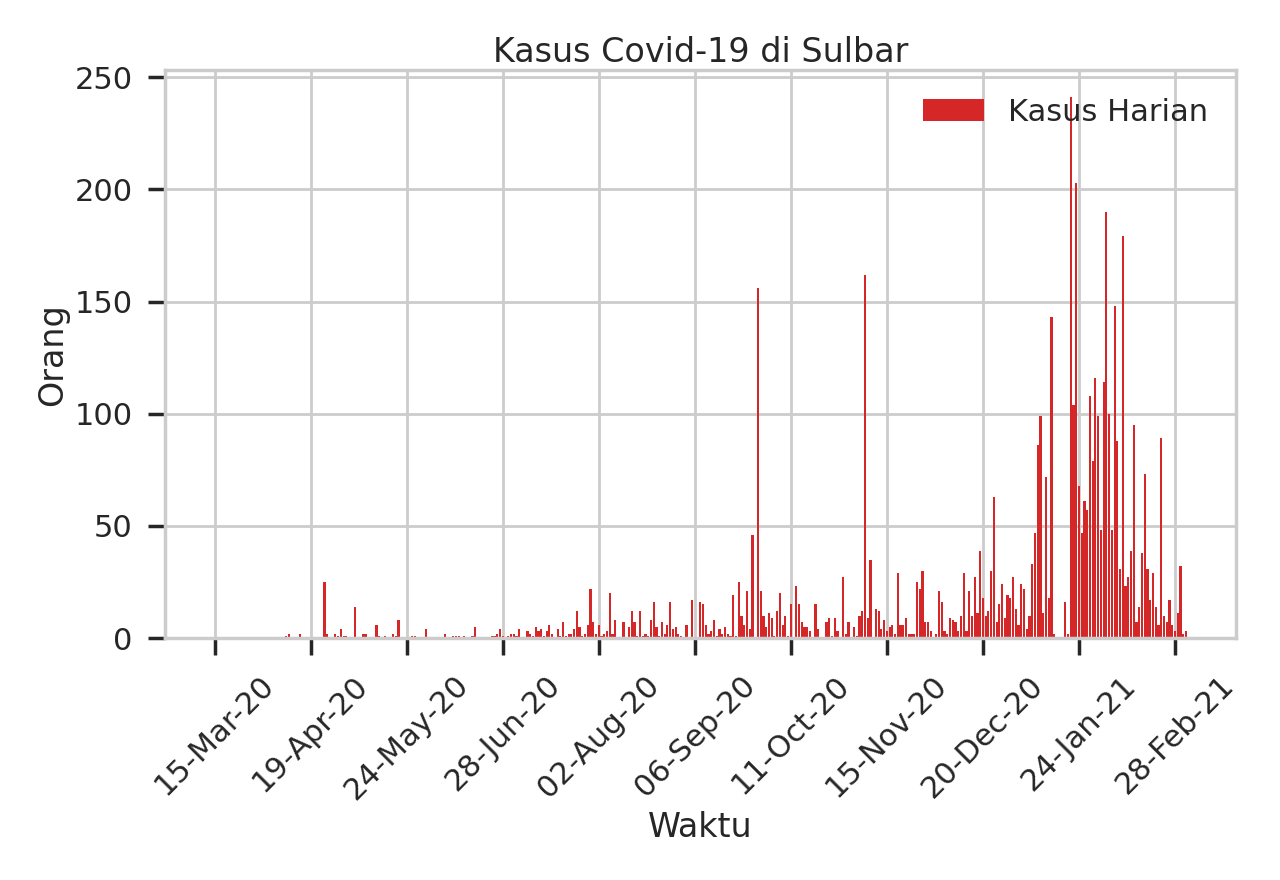 Kasus Covid-19 di Sulbar
Kasus Harian
Orang
250
200
150
100
50
0
15-Mar-20
19-Apr-20
24-May-20
28-Jun-20
02-Aug-20
06-Sep-20
11-Oct-20
15-Nov-20
20-Dec-20
24-Jan-21
28-Feb-21
Waktu